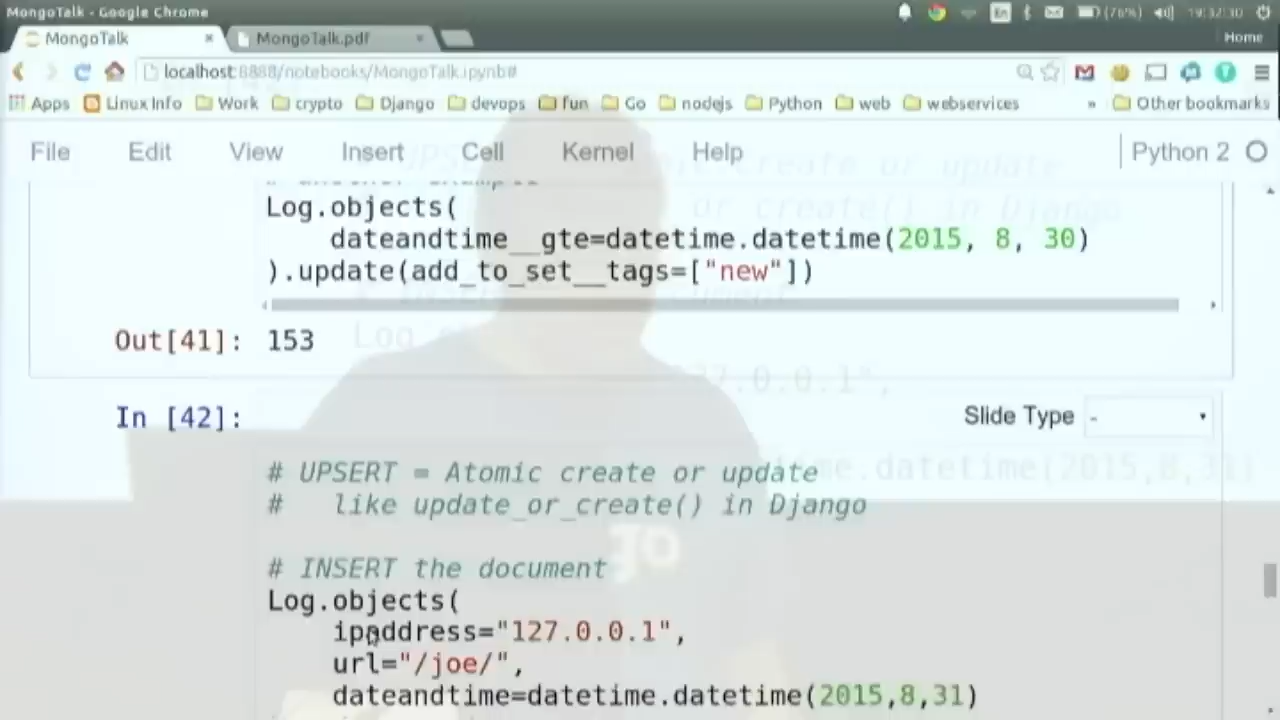 MongoTalk - Google Chrome
(76%) 19:32:30
MongoTalk × MongoTalk.pdf × Home
localhost:8888/notebooks/MongoTalk.ipynb#
Apps Linux Info Work crypto Django devops fun Go nodejs Python web webservices » Other bookmarks
File Edit View Insert Cell Kernel Help Python 2
Log.objects(
dateandtime__gte=datetime.datetime(2015, 8, 30)
).update(add_to_set__tags=["new"])
Out[41]: 153
In [42]:
Slide Type -
# UPSERT = Atomic create or update
# like update_or_create() in Django
# INSERT the document
Log.objects(
ipaddress="127.0.0.1",
url="/joe/",
dateandtime=datetime.datetime(2015,8,31)